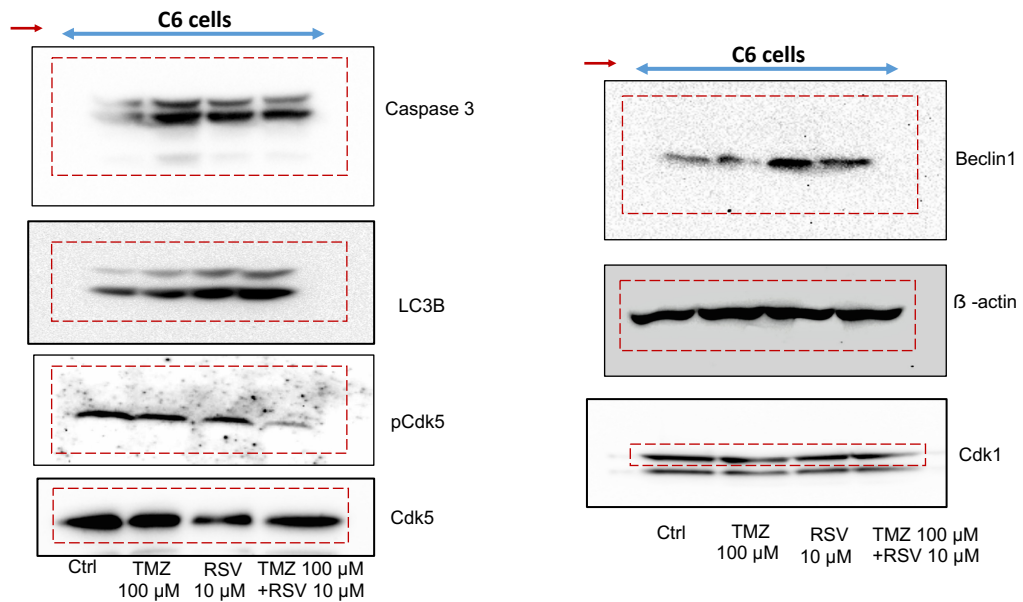 C6 cells
Caspase 3
LC3B
pCdk5
Cdk5
Ctrl TMZ RSV TMZ 100 µM
100 µM 10 µM +RSV 10 µM
C6 cells
Beclin1
ß -actin
Cdk1
Ctrl TMZ RSV TMZ 100 µM
100 µM 10 µM +RSV 10 µM